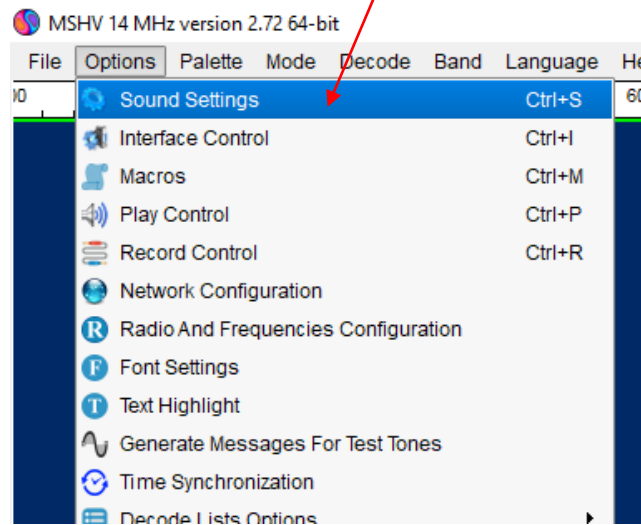 MSHV 14 MHz version 2.72 64-bit
File Options Palette Mode Decode Band Language
Sound Settings Ctrl+S
Interface Control Ctrl+I
Macros Ctrl+M
Play Control Ctrl+P
Record Control Ctrl+R
Network Configuration
R Radio And Frequencies Configuration
F Font Settings
T Text Highlight
Generate Messages For Test Tones
Time Synchronization
Decode Lists Options